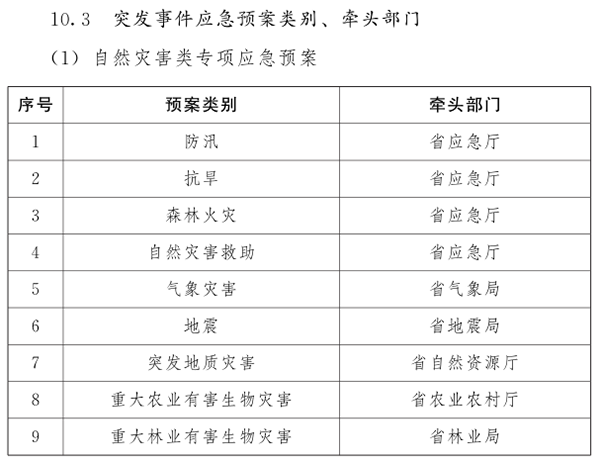 10.3 突发事件应急预案类别、牵头部门
(1) 自然灾害类专项应急预案
序号 预案类别 牵头部门
1 防汛 省应急厅
2 抗旱 省应急厅
3 森林火灾 省应急厅
4 自然灾害救助 省应急厅
5 气象灾害 省气象局
6 地震 省地震局
7 突发地质灾害 省自然资源厅
8 重大农业有害生物灾害 省农业农村厅
9 重大林业有害生物灾害 省林业局